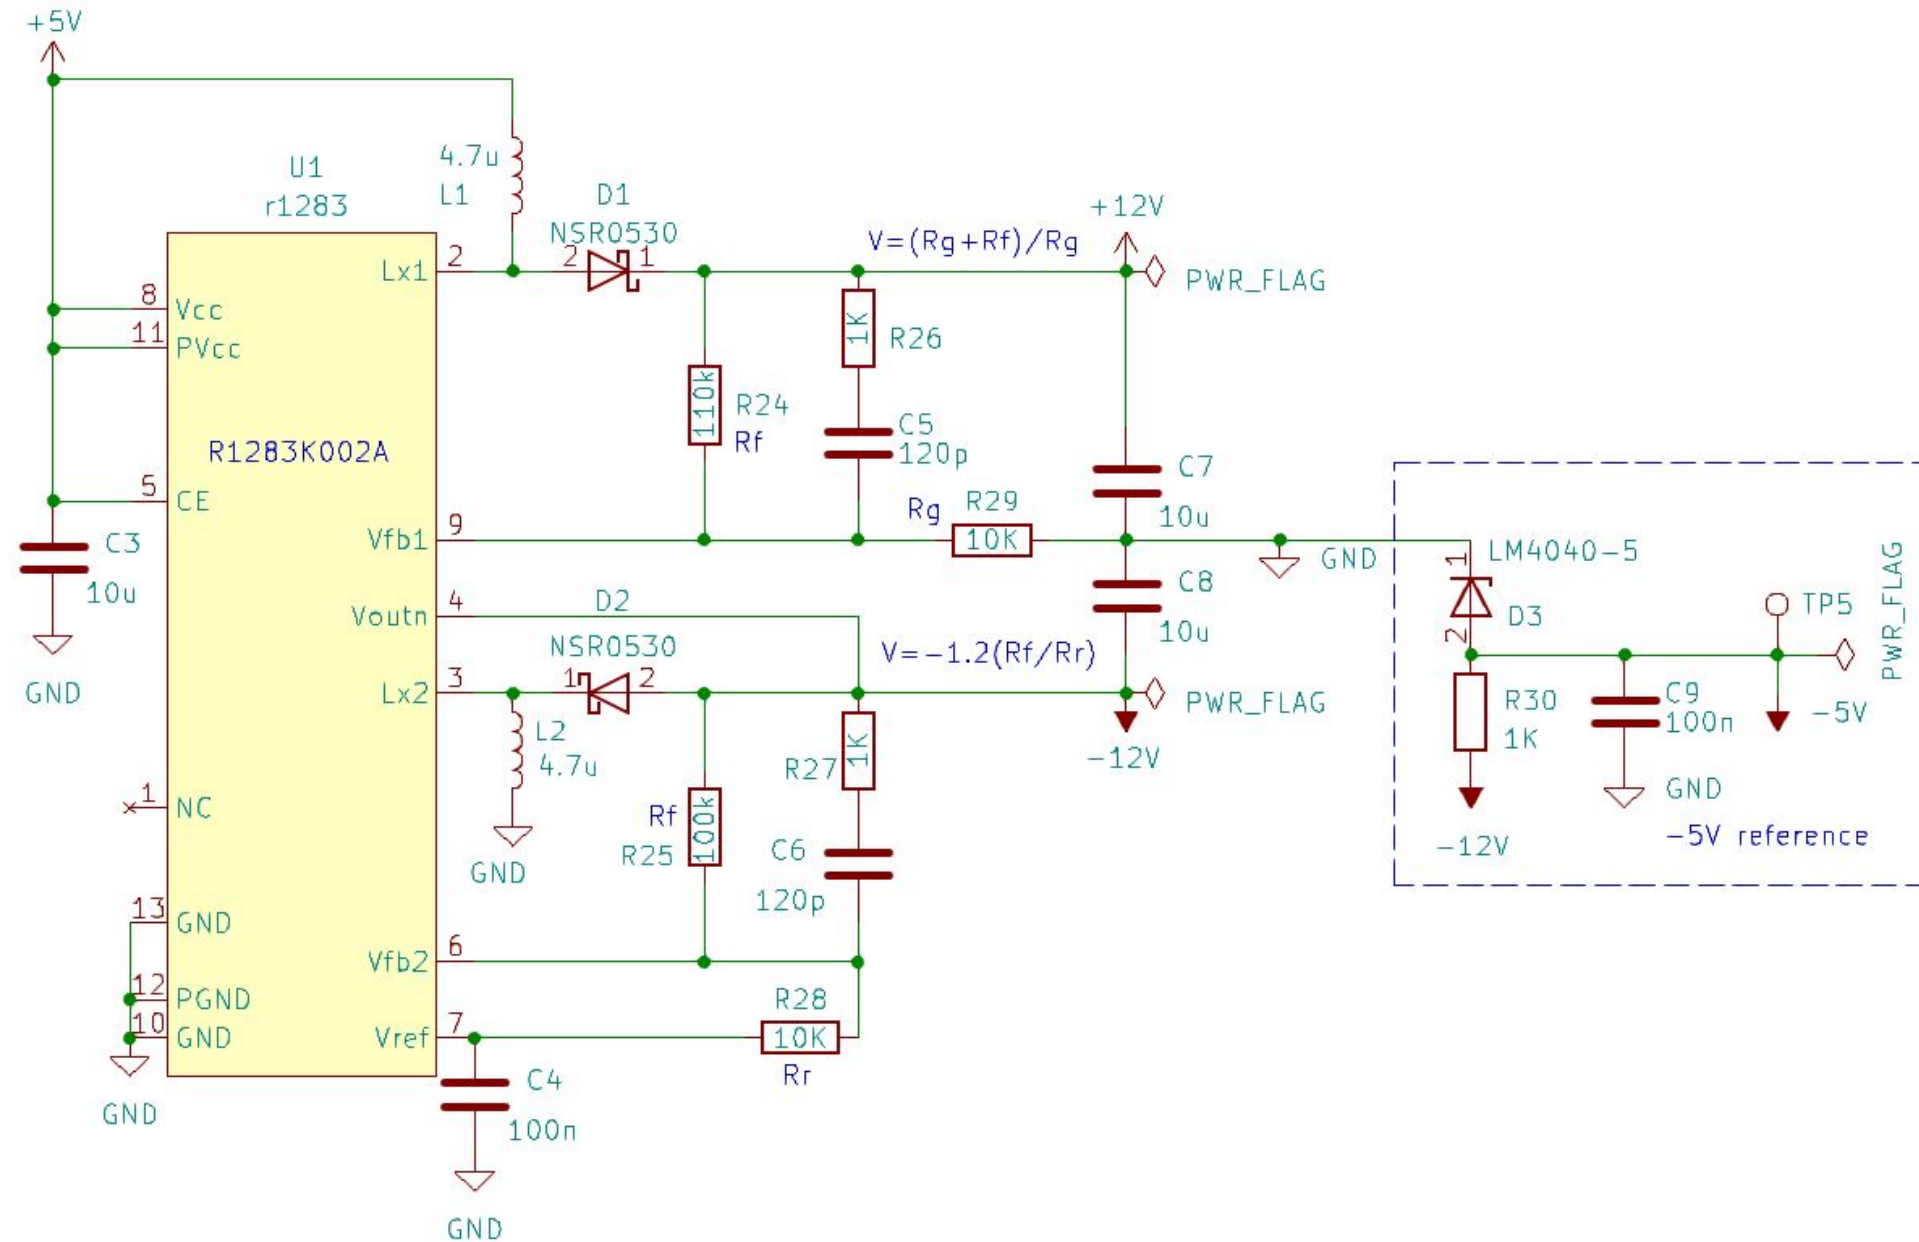 +5V
U1
r1283
4.7u
L1
D1
NSR0530
V=(Rg+Rf)/Rg
+12V
PWR_FLAG
2
Lx1
2
1
8
Vcc
11
PVcc
1K
R26
110k
R24
Rf
C5
120p
R1283K002A
C7
10u
5
CE
9
Vfb1
Rg
R29
10K
C3
10u
GND
GND
1
LM4040-5
D3
2
TP5
PWR_FLAG
4
Voutn
D2
NSR0530
C8
10u
V=-1.2(Rf/Rr)
3
Lx2
1
2
PWR_FLAG
-12V
L2
4.7u
GND
R27
1K
R30
1K
C9
100n
-5V
GND
-12V
-5V reference
1
NC
Rf
R25
100k
C6
120p
13
GND
6
Vfb2
12
PGND
10
GND
7
Vref
R28
10K
Rr
GND
C4
100n
GND